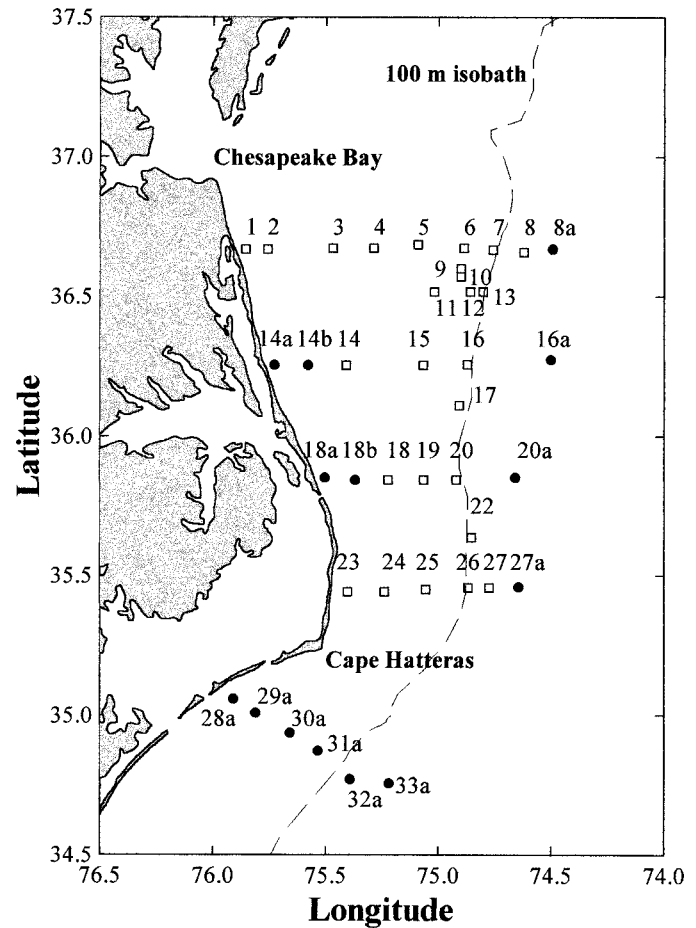 37.5
100 m isobath
37.0
Chesapeake Bay
1 2 3 4 5 6 7 8 8a
9
10
36.5
11 12 13
14a 14b 14 15 16 16a
17
36.0
18a 18b 18 19 20 20a
22
35.5
23 24 25 26 27 27a
Cape Hatteras
35.0
28a 29a
30a
31a
32a 33a
34.5
76.5 76.0 75.5 75.0 74.5 74.0
Latitude
Longitude